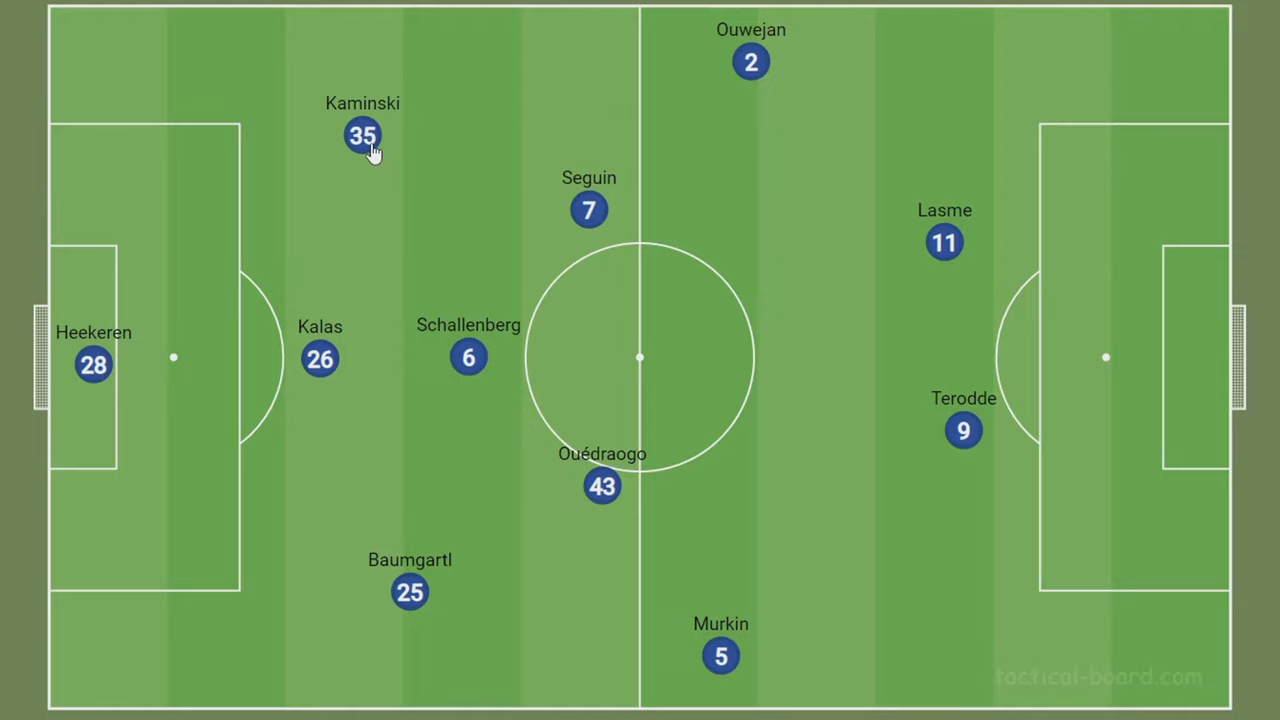 Ouwejan
2
Kaminski
35
Seguin
7
Lasme
11
Heekeren
28
Kalas
26
Schallenberg
6
Terodde
9
Ouédraogo
43
Baumgartl
25
Murkin
5
tactical-board.com